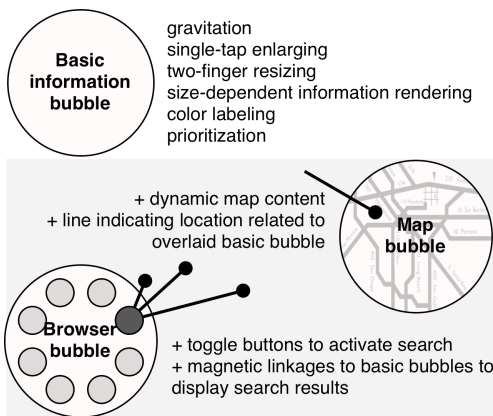 Basic
information
bubble
gravitation
single-tap enlarging
two-finger resizing
size-dependent information rendering
color labeling
prioritization
+ dynamic map content
+ line indicating location related to
overlaid basic bubble
Map
bubble
Browser
bubble
+ toggle buttons to activate search
+ magnetic linkages to basic bubbles to
display search results